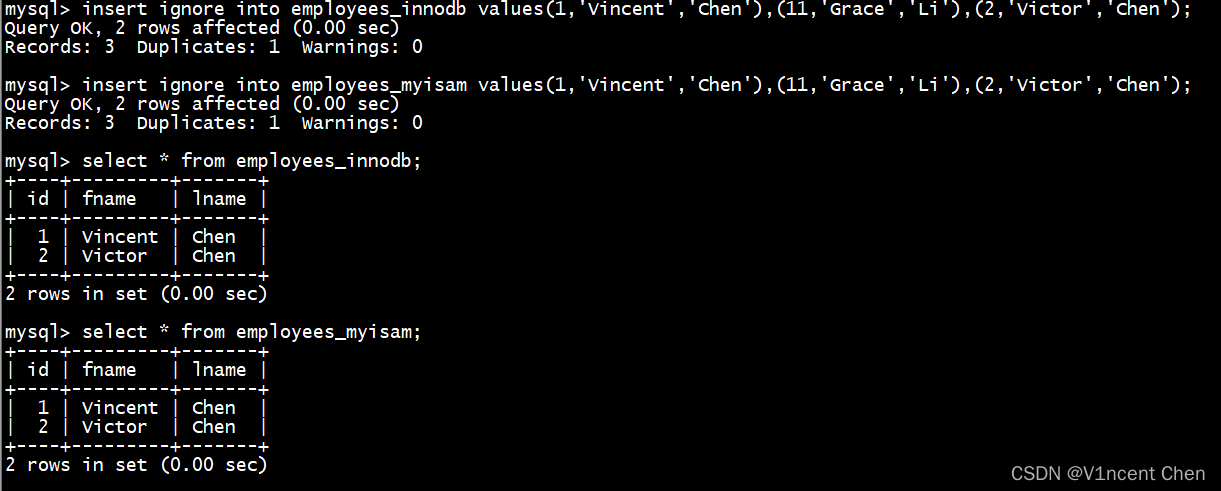 mysql> insert ignore into employees_innodb values(1,'Vincent','Chen'),(11,'Grace','Li'),(2,'Victor','Chen');
Query OK, 2 rows affected (0.00 sec)
Records: 3  Duplicates: 1  Warnings: 0
mysql> insert ignore into employees_myisam values(1,'Vincent','Chen'),(11,'Grace','Li'),(2,'Victor','Chen');
Query OK, 2 rows affected (0.00 sec)
Records: 3  Duplicates: 1  Warnings: 0
mysql> select * from employees_innodb;
+----+---------+-------+
| id | fname   | lname |
+----+---------+-------+
|  1 | Vincent | Chen  |
|  2 | Victor  | Chen  |
+----+---------+-------+
2 rows in set (0.00 sec)
mysql> select * from employees_myisam;
+----+---------+-------+
| id | fname   | lname |
+----+---------+-------+
|  1 | Vincent | Chen  |
|  2 | Victor  | Chen  |
+----+---------+-------+
2 rows in set (0.00 sec)
CSDN @V1ncent Chen